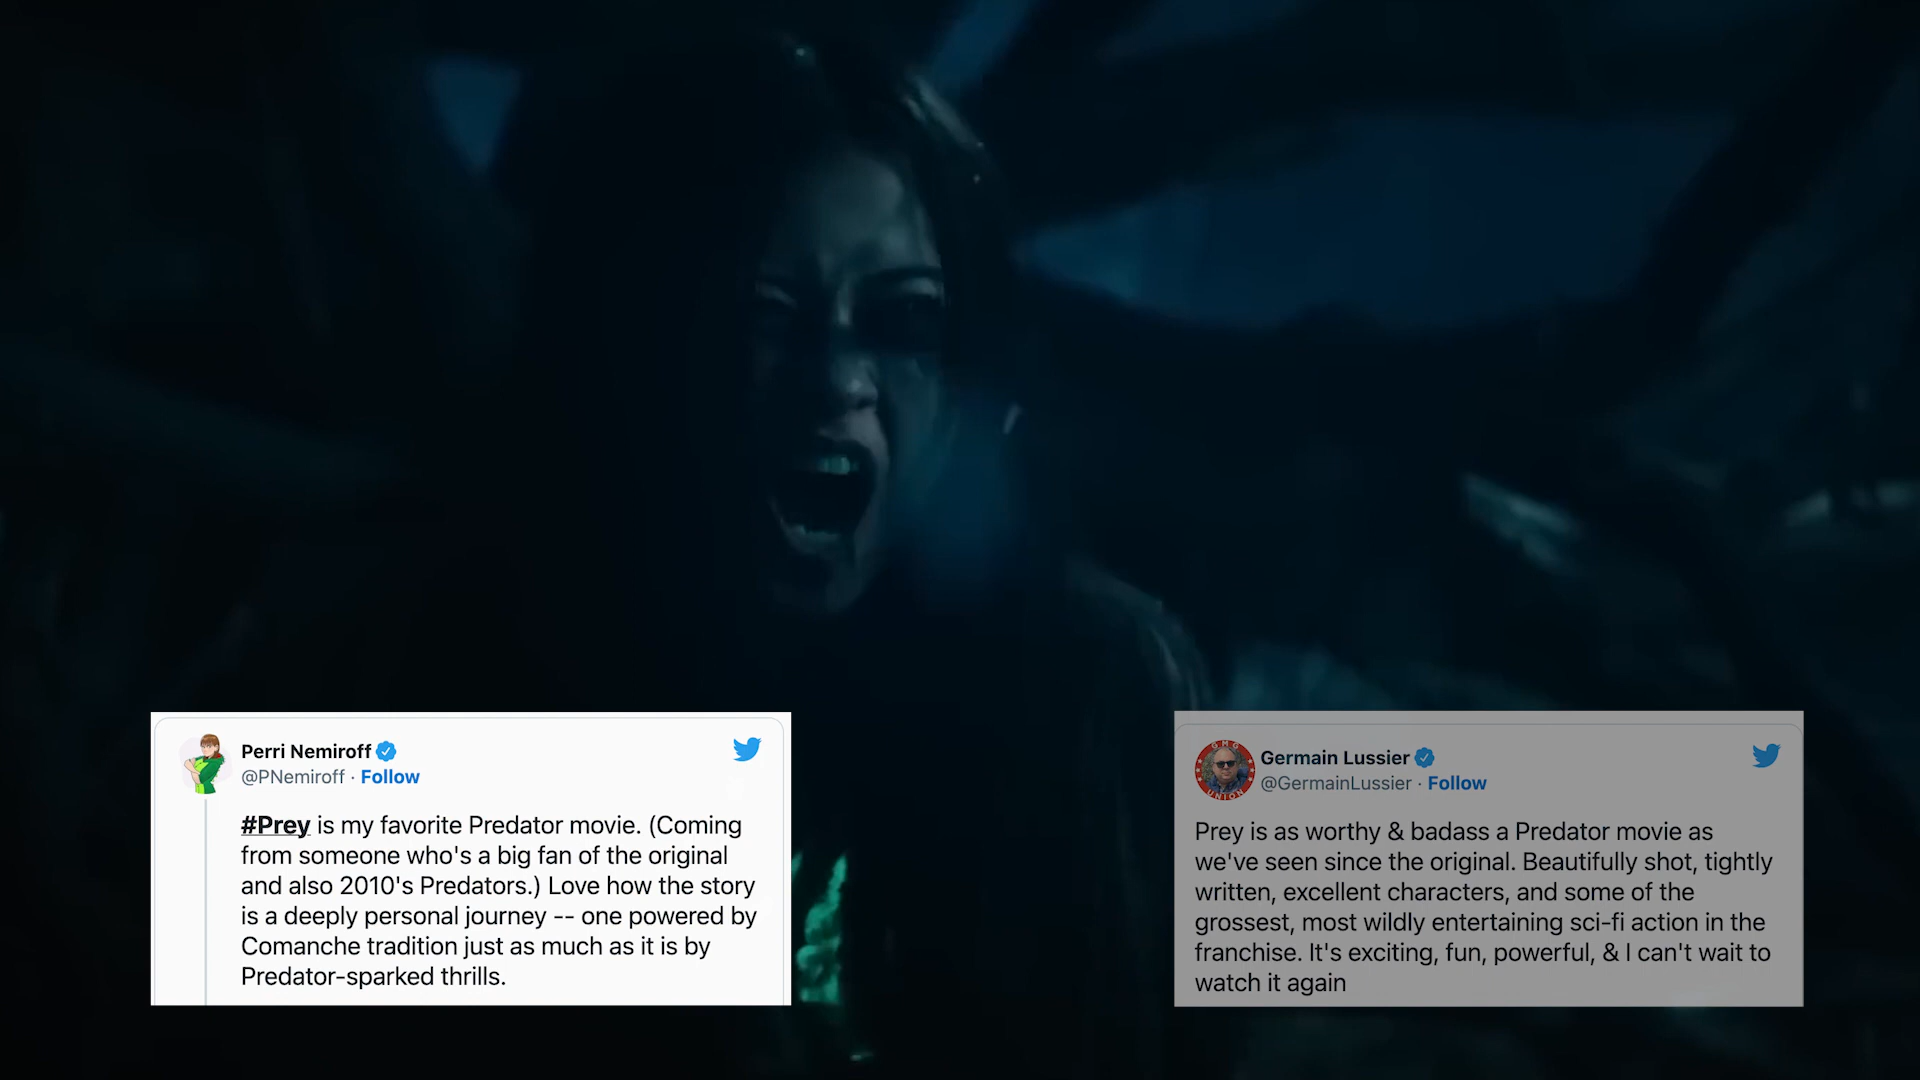 Perri Nemiroff
@PNemiroff · Follow
#Prey is my favorite Predator movie. (Coming
from someone who's a big fan of the original
and also 2010's Predators.) Love how the story
is a deeply personal journey -- one powered by
Comanche tradition just as much as it is by
Predator-sparked thrills.
GMG
UNION
Germain Lussier
@GermainLussier · Follow
Prey is as worthy & badass a Predator movie as
we've seen since the original. Beautifully shot, tightly
written, excellent characters, and some of the
grossest, most wildly entertaining sci-fi action in the
franchise. It's exciting, fun, powerful, & I can't wait to
watch it again